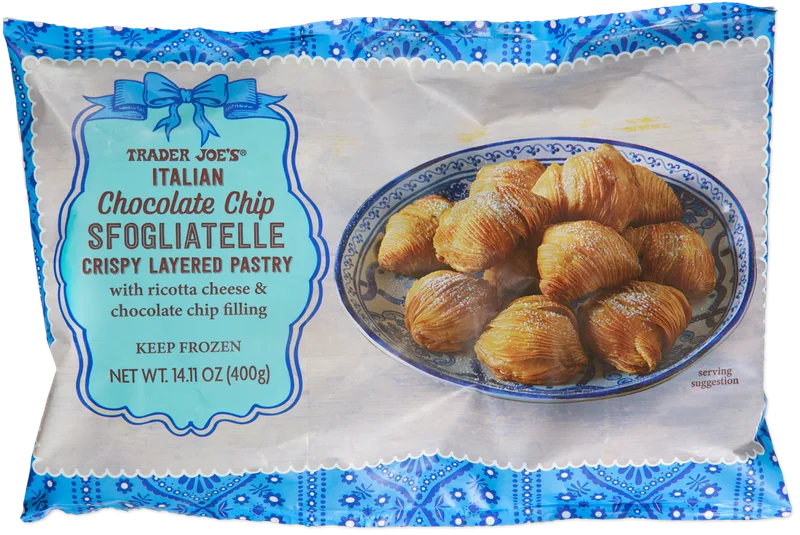 TRADER JOE'S®
ITALIAN
Chocolate Chip
SFOGLIATELLE
CRISPY LAYERED PASTRY
with ricotta cheese &
chocolate chip filling
KEEP FROZEN
NET WT. 14.11 OZ (400g)
serving
suggestion